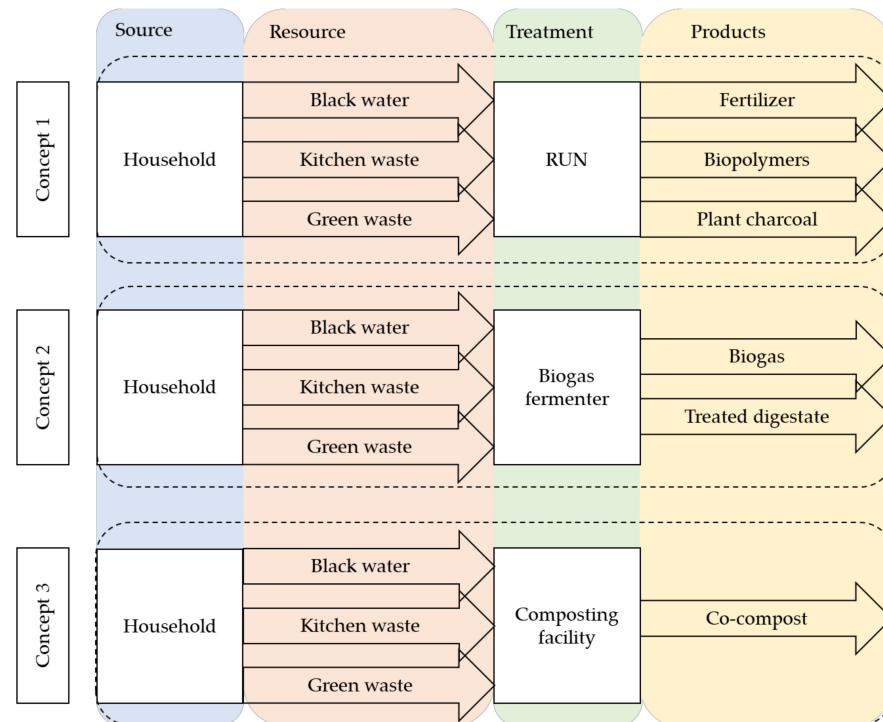 Source
Resource
Treatment
Products
Concept 1
Household
Black water
Kitchen waste
Green waste
RUN
Fertilizer
Biopolymers
Plant charcoal
Concept 2
Household
Black water
Kitchen waste
Green waste
Biogas
fermenter
Biogas
Treated digestate
Concept 3
Household
Black water
Kitchen waste
Green waste
Composting
facility
Co-compost